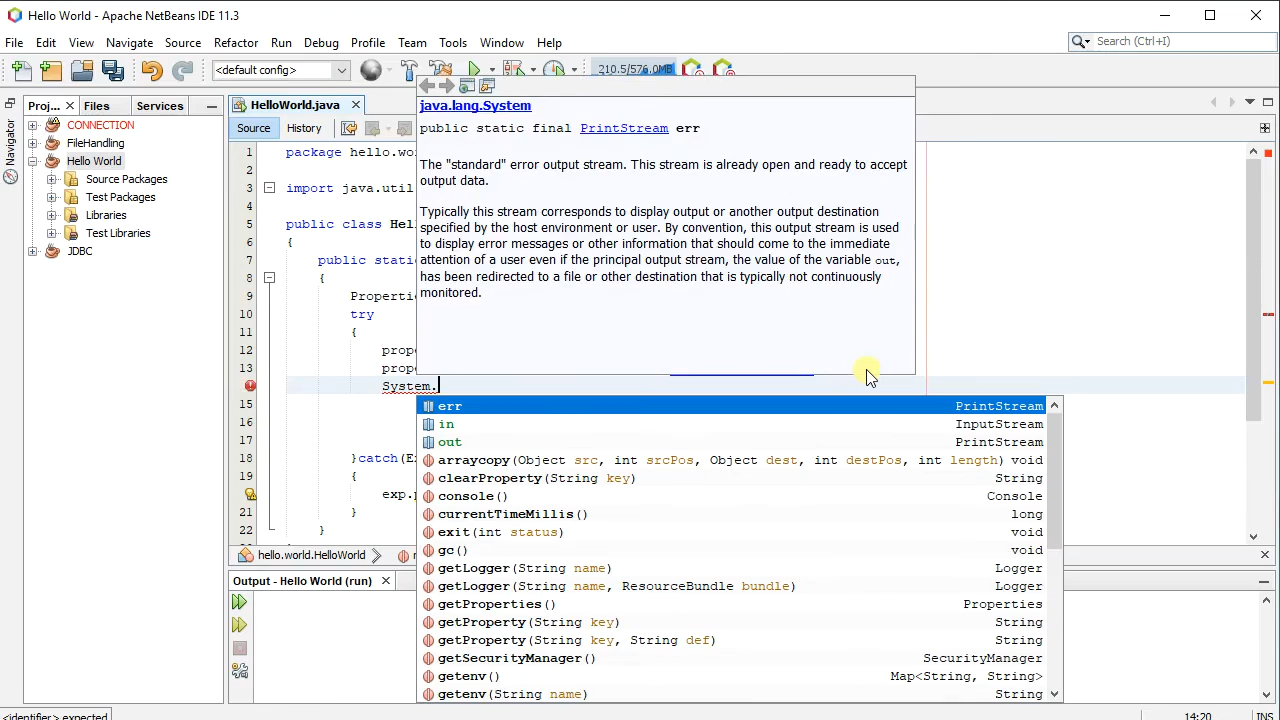 Hello World - Apache NetBeans IDE 11.3
File Edit View Navigate Source Refactor Run Debug Profile Team Tools Window Help
Search (Ctrl+I)
<default config>
210.5/576.0MB
Proj... Files Services
HelloWorld.java
Navigator
CONNECTION
FileHandling
Hello World
Source Packages
Test Packages
Libraries
Test Libraries
JDBC
Source History
1 package hello.wo
2
3 import java.util
4
5 public class Hel
6 {
7 public stati
8 {
9 Properti
10 try
11 {
12 prope
13 prope
System.
15
16
17
18 }catch(E
19 {
exp.p
21 }
22 }
java.lang.System
public static final PrintStream err
The "standard" error output stream. This stream is already open and ready to accept
output data.
Typically this stream corresponds to display output or another output destination
specified by the host environment or user. By convention, this output stream is used
to display error messages or other information that should come to the immediate
attention of a user even if the principal output stream, the value of the variable out,
has been redirected to a file or other destination that is typically not continuously
monitored.
err PrintStream
in InputStream
out PrintStream
arraycopy(Object src, int srcPos, Object dest, int destPos, int length) void
clearProperty(String key) String
console() Console
currentTimeMillis() long
exit(int status) void
gc() void
getLogger(String name) Logger
getLogger(String name, ResourceBundle bundle) Logger
getProperties() Properties
getProperty(String key) String
getProperty(String key, String def) String
getSecurityManager() SecurityManager
getenv() Map<String, String>
getenv(String name) String
hello.world.HelloWorld
Output - Hello World (run)
<identifier> expected
14:20 INS